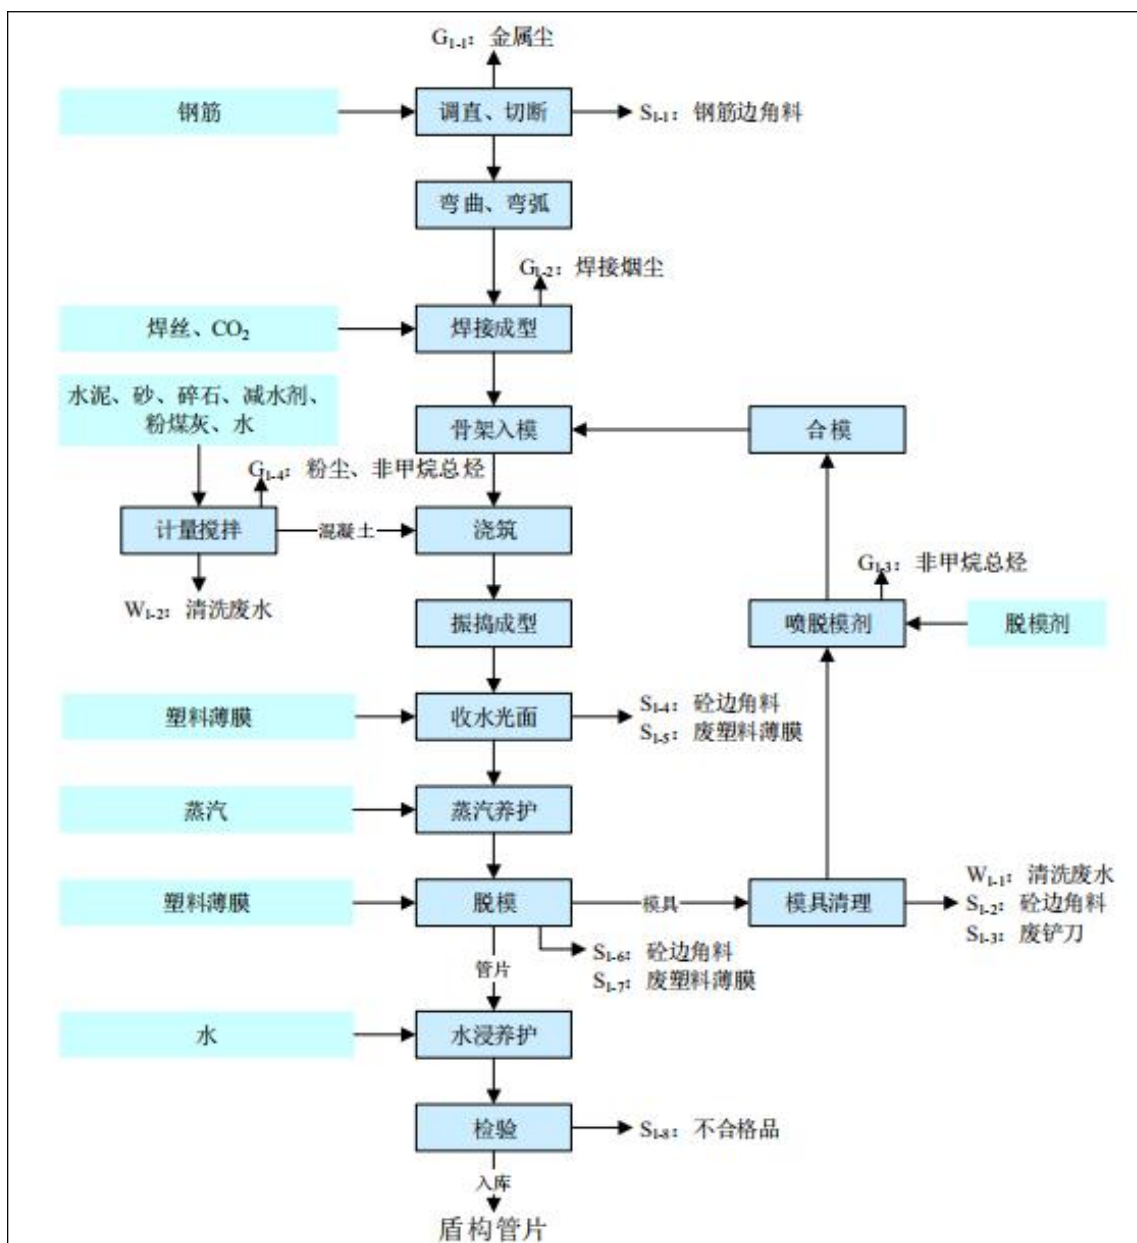 G₁₋₁：金属尘
钢筋
调直、切断
S₁₋₁：钢筋边角料
弯曲、弯弧
G₁₋₂：焊接烟尘
焊丝、CO₂
焊接成型
水泥、砂、碎石、减水剂、
粉煤灰、水
骨架入模
合模
G₁₋₄：粉尘、非甲烷总烃
计量搅拌
混凝土
浇筑
G₁₋₃：非甲烷总烃
W₁₋₂：清洗废水
振捣成型
喷脱模剂
脱模剂
塑料薄膜
收水光面
S₁₋₄：砼边角料
S₁₋₅：废塑料薄膜
蒸汽
蒸汽养护
塑料薄膜
脱模
模具
模具清理
W₁₋₁：清洗废水
S₁₋₂：砼边角料
S₁₋₃：废铲刀
S₁₋₆：砼边角料
S₁₋₇：废塑料薄膜
管片
水
水浸养护
检验
S₁₋₈：不合格品
入库
盾构管片